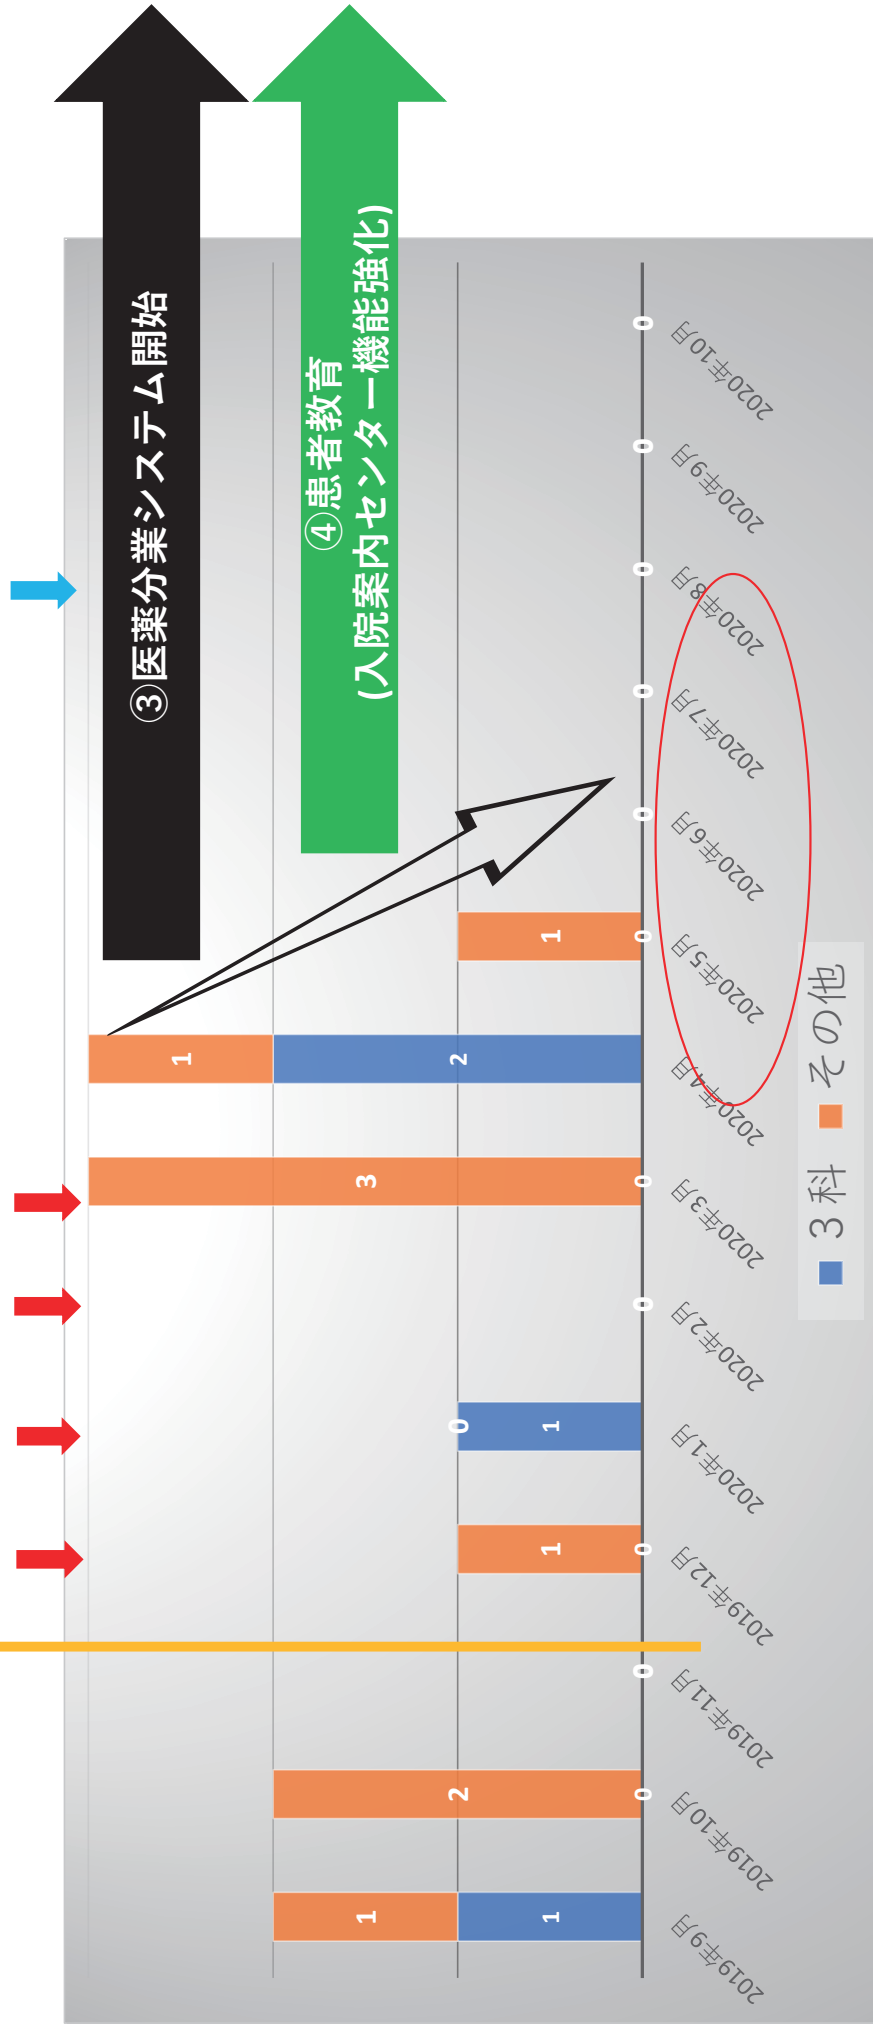 ③医薬分業システム開始
④患者教育
(入院案内センター機能強化)
1
1
2
0
0
1
0
1
0
0
3
0
1
2
1
0
0
0
0
0
0
2019年9月
2019年10月
2019年11月
2019年12月
2020年1月
2020年2月
2020年3月
2020年4月
2020年5月
2020年6月
2020年7月
2020年8月
2020年9月
2020年10月
３科 その他